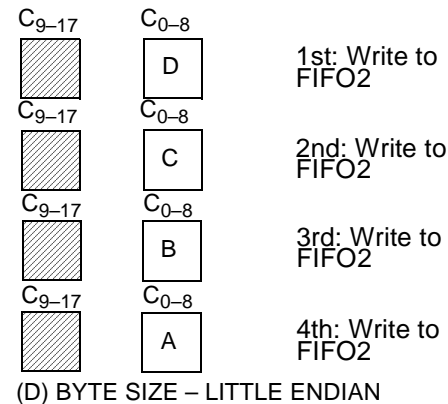 C9–17 C0–8
D 1st: Write to
FIFO2
C9–17 C0–8
C 2nd: Write to
FIFO2
C9–17 C0–8
B 3rd: Write to
FIFO2
C9–17 C0–8
A 4th: Write to
FIFO2
(D) BYTE SIZE – LITTLE ENDIAN